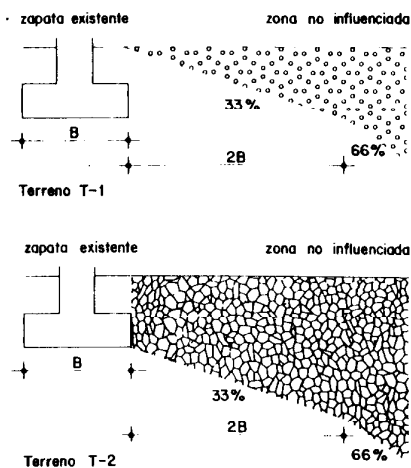 zapata existente zona no influenciada
33%
B
2B
66%
Terreno T-1
zapata existente zona no influenciada
B
33%
2B
66%
Terreno T-2